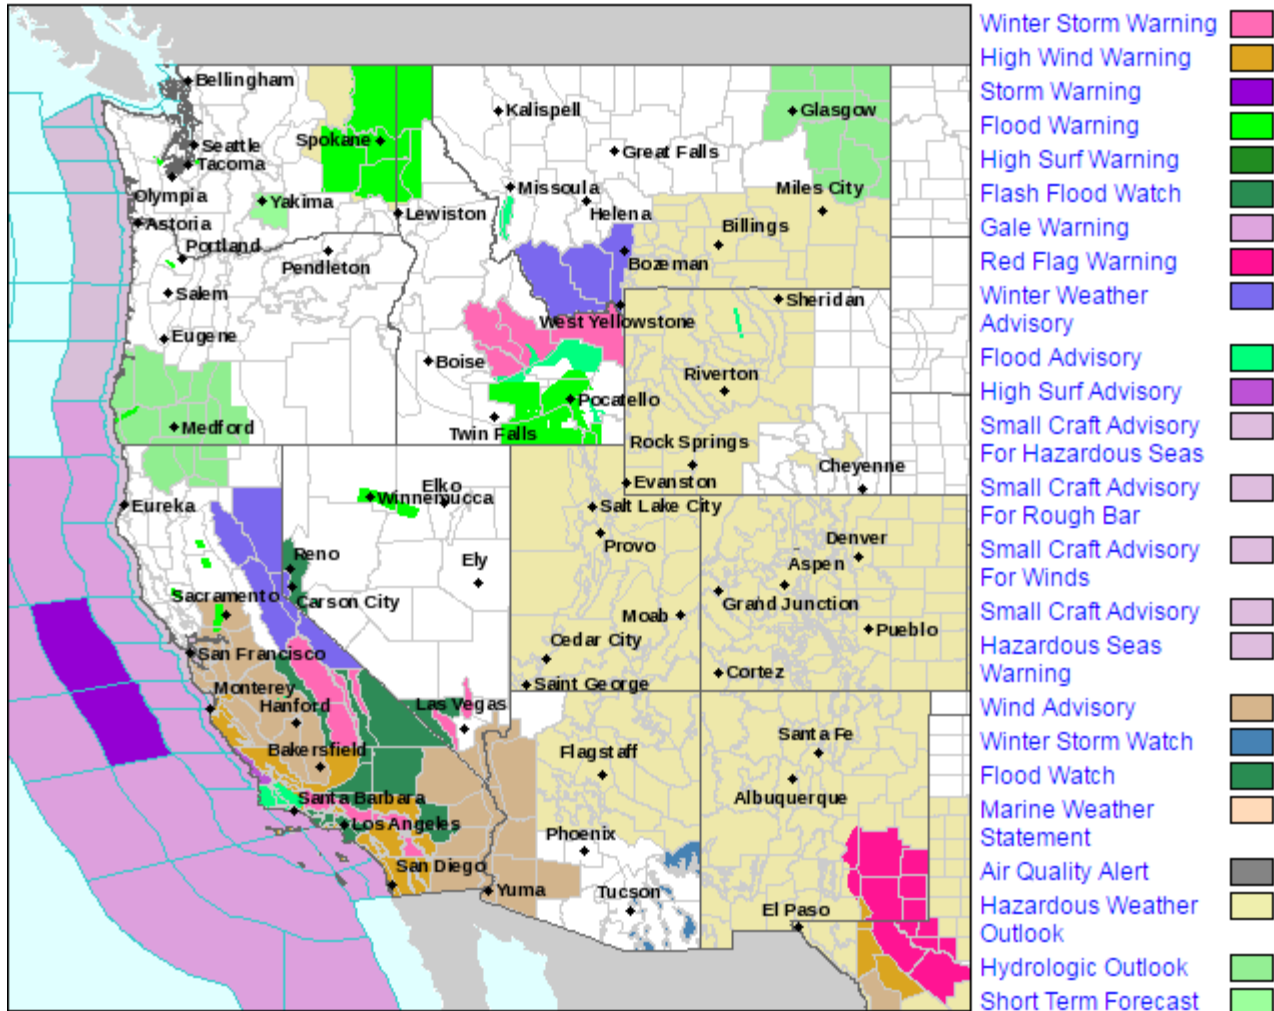 Bellingham
Seattle
Tacoma
Olympia
Spokane
Yakima
Astoria
Portland
Lewiston
Pendleton
Salem
Eugene
Medford
Kalispell
Great Falls
Glasgow
Missoula
Helena
Miles City
Billings
Bozeman
West Yellowstone
Sheridan
Boise
Riverton
Pocatello
Twin Falls
Rock Springs
Cheyenne
Evanston
Eureka
Elko
Winnemucca
Salt Lake City
Provo
Reno
Ely
Denver
Aspen
Sacramento
Carson City
Grand Junction
Moab
Pueblo
San Francisco
Cedar City
Cortez
Saint George
Monterey
Hanford
Las Vegas
Bakersfield
Flagstaff
Santa Fe
Albuquerque
Santa Barbara
Los Angeles
Phoenix
San Diego
Yuma
Tucson
El Paso
Winter Storm Warning
High Wind Warning
Storm Warning
Flood Warning
High Surf Warning
Flash Flood Watch
Gale Warning
Red Flag Warning
Winter Weather
Advisory
Flood Advisory
High Surf Advisory
Small Craft Advisory
For Hazardous Seas
Small Craft Advisory
For Rough Bar
Small Craft Advisory
For Winds
Small Craft Advisory
Hazardous Seas
Warning
Wind Advisory
Winter Storm Watch
Flood Watch
Marine Weather
Statement
Air Quality Alert
Hazardous Weather
Outlook
Hydrologic Outlook
Short Term Forecast